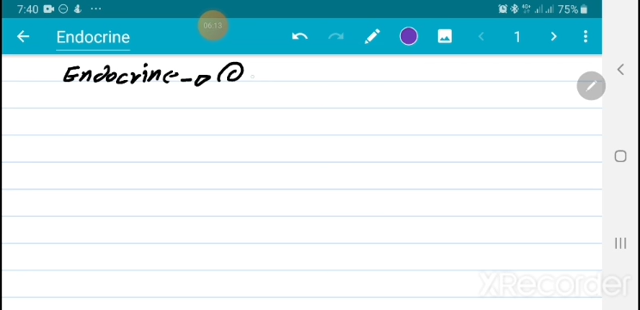 7:40 ... 75%
06:13
Endocrine 1
Endocrine →
XRecorder